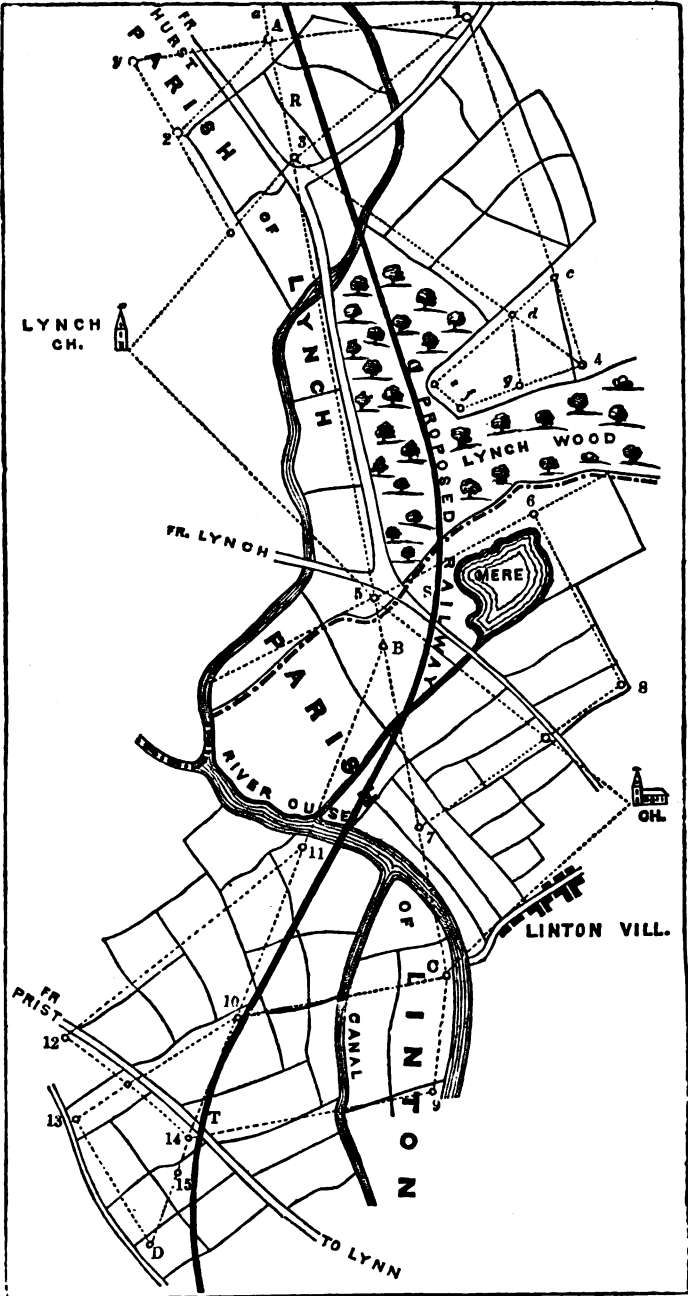 a
A
1
y
FR HURST
PARISH
R
2
3
OF
LYNCH
LYNCH
CH.
c
d
4
e
f
g
PROPOSED RAILWAY
LYNCH WOOD
6
FR. LYNCH
MERE
5
S
B
PARISH
8
RIVER OUSE
CH.
7
11
OF
LINTON VILL.
C
LINTON
FR PRIST
10
12
CANAL
9
T
13
14
15
D
TO LYNN